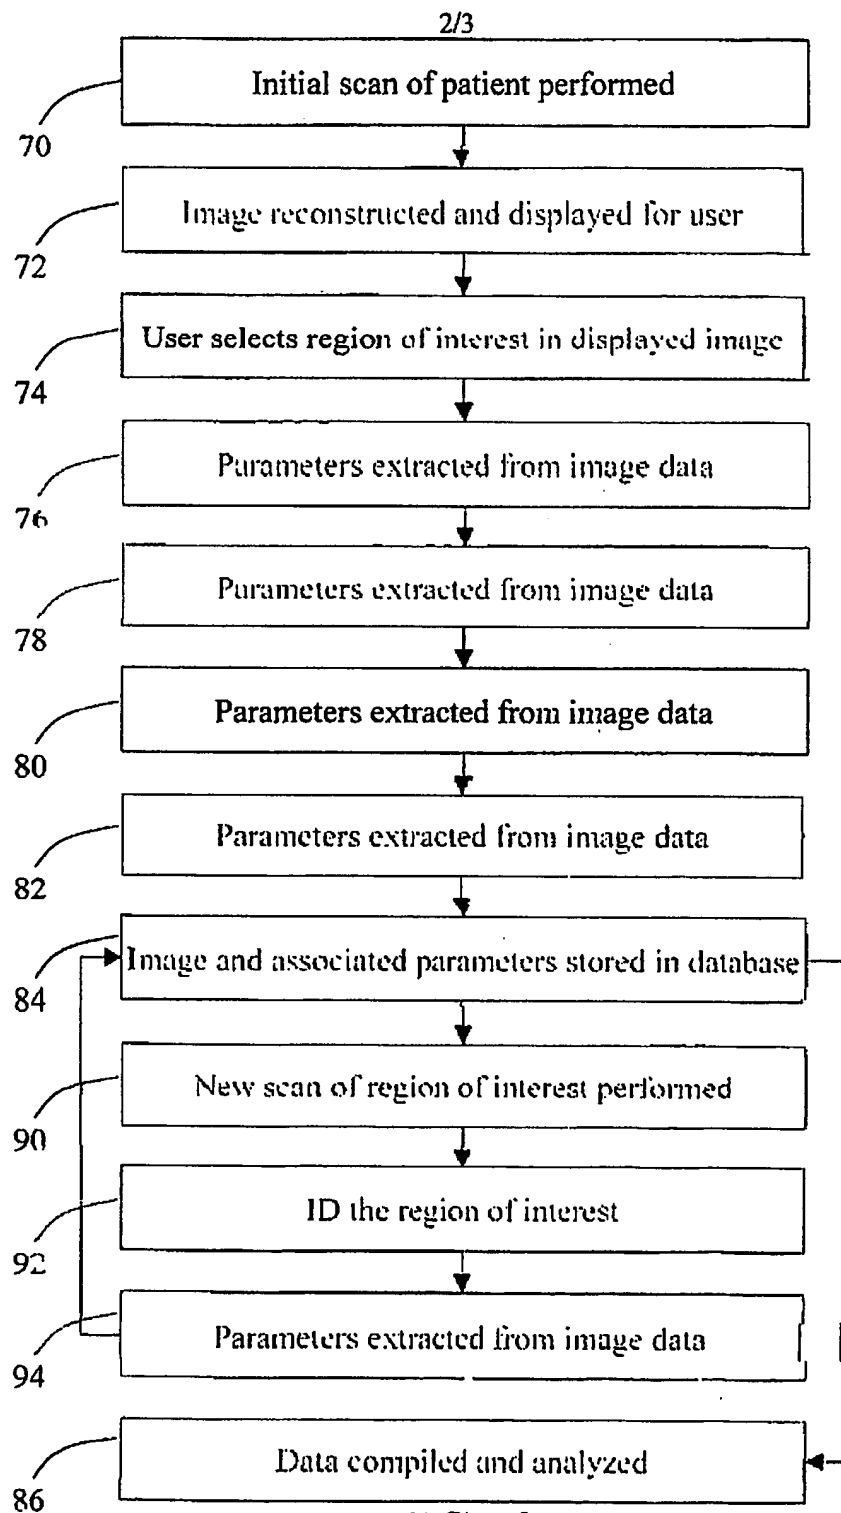 2/3
Initial scan of patient performed
70
Image reconstructed and displayed for user
72
User selects region of interest in displayed image
74
Parameters extracted from image data
76
Parameters extracted from image data
78
Parameters extracted from image data
80
Parameters extracted from image data
82
Image and associated parameters stored in database
84
New scan of region of interest performed
90
ID the region of interest
92
Parameters extracted from image data
94
Data compiled and analyzed
86